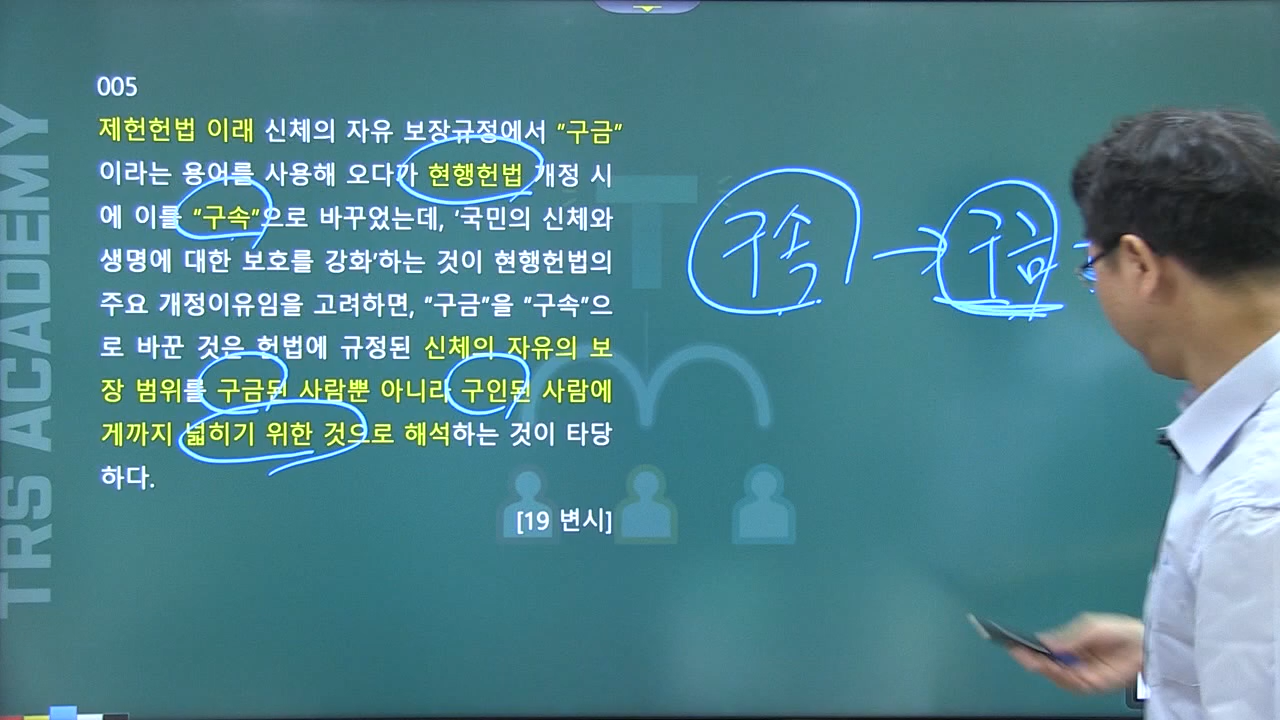 005
제헌헌법 이래 신체의 자유 보장규정에서 "구금"
이라는 용어를 사용해 오다가 현행헌법 개정 시
에 이를 "구속"으로 바꾸었는데, '국민의 신체와
생명에 대한 보호를 강화'하는 것이 현행헌법의
주요 개정이유임을 고려하면, "구금"을 "구속"으
로 바꾼 것은 헌법에 규정된 신체의 자유의 보
장 범위를 구금된 사람뿐 아니라 구인된 사람에
게까지 넓히기 위한 것으로 해석하는 것이 타당
하다.
[19 변시]
구속 → 구금
TRS ACADEMY